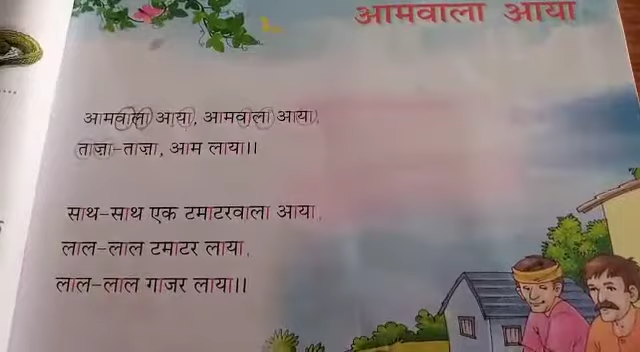 आमवाला आया
आमवाला आया, आमवाला आया,
ताज़ा-ताज़ा, आम लाया।।
साथ-साथ एक टमाटरवाला आया,
लाल-लाल टमाटर लाया,
लाल-लाल गाजर लाया।।